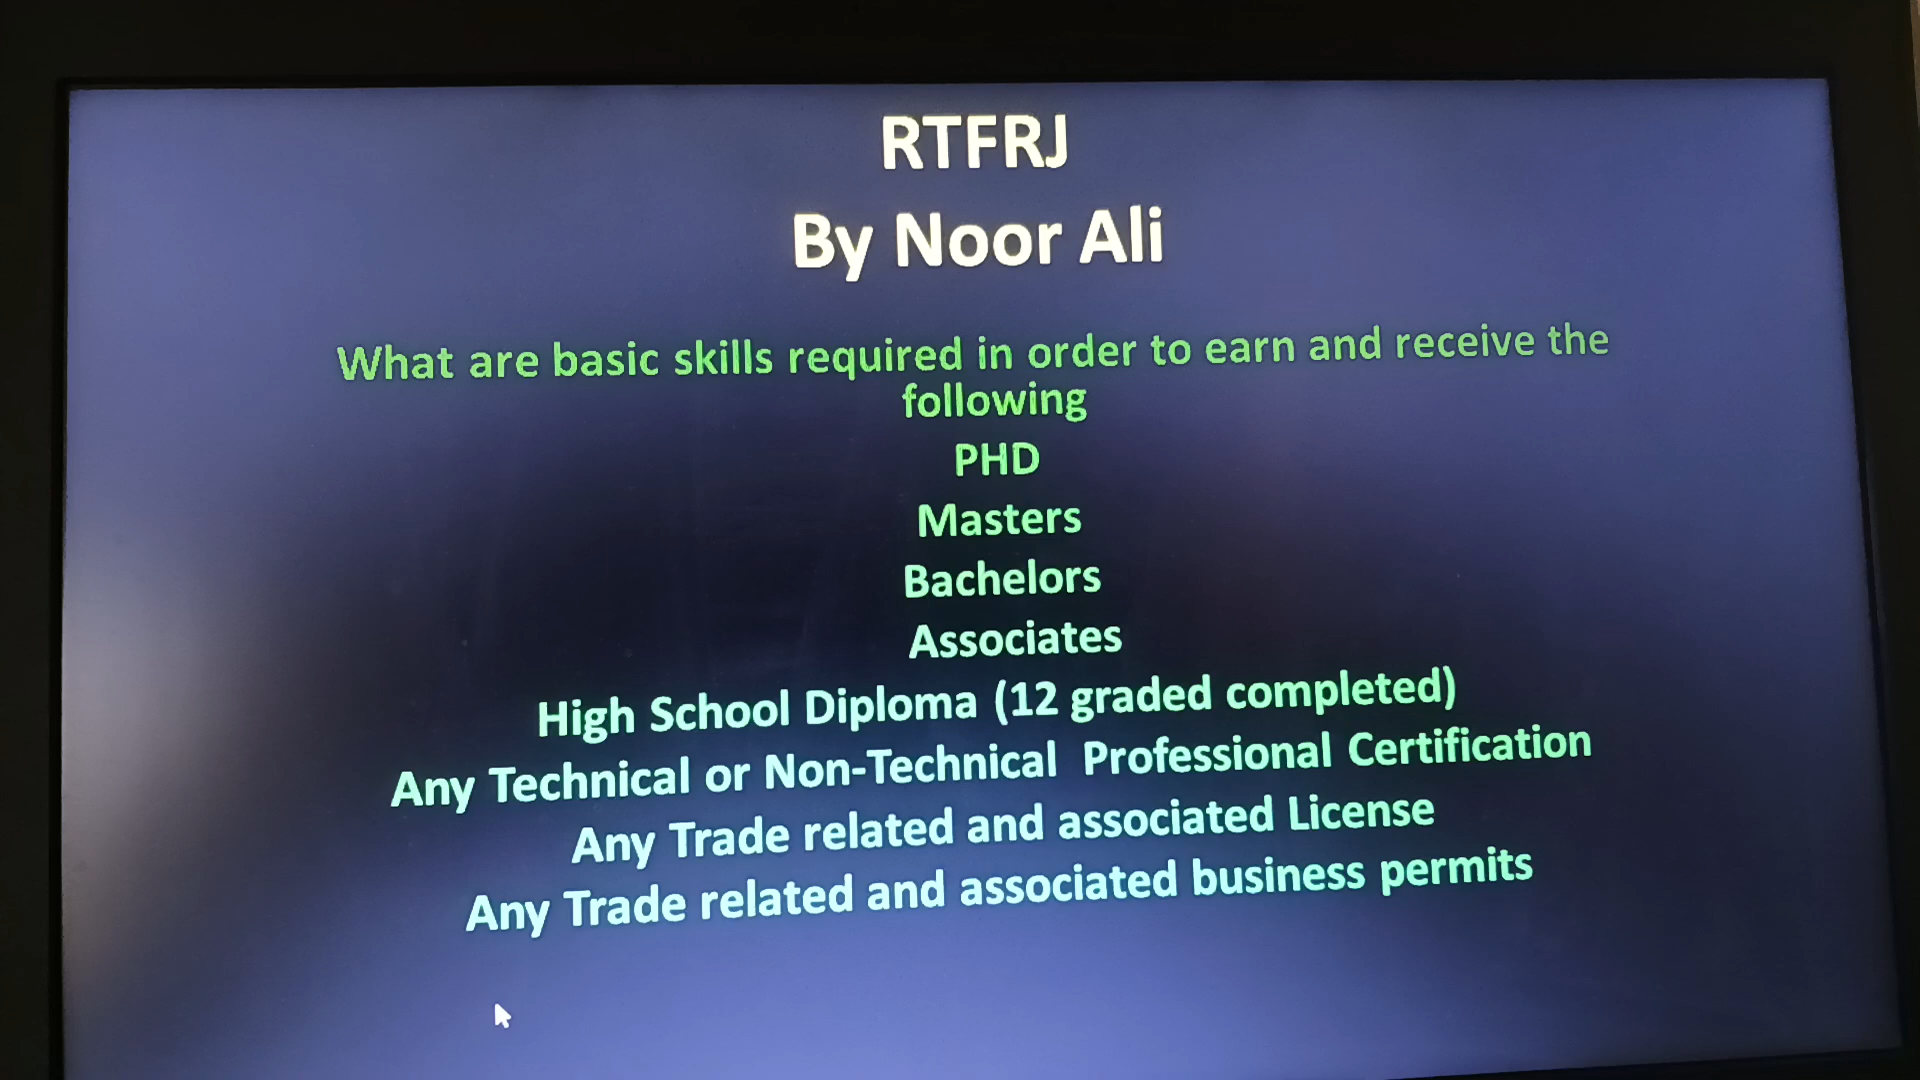 RTFRJ
By Noor Ali
What are basic skills required in order to earn and receive the
following
PHD
Masters
Bachelors
Associates
High School Diploma (12 graded completed)
Any Technical or Non-Technical Professional Certification
Any Trade related and associated License
Any Trade related and associated business permits